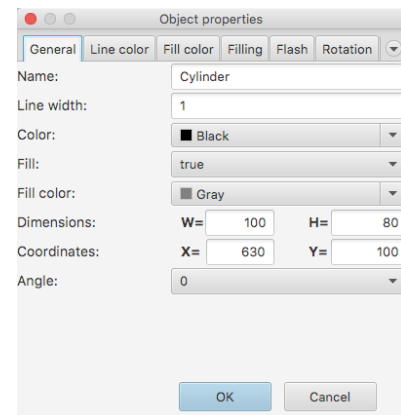 Object properties
General Line color Fill color Filling Flash Rotation
Name: Cylinder
Line width: 1
Color: Black
Fill: true
Fill color: Gray
Dimensions: W= 100 H= 80
Coordinates: X= 630 Y= 100
Angle: 0
OK Cancel